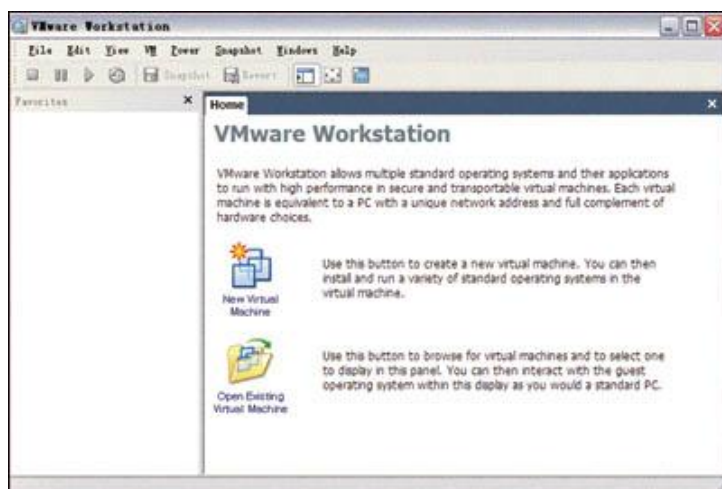 VMware Workstation
File Edit View VM Power Snapshot Windows Help
Snapshot Revert
Favorites
Home
VMware Workstation
VMware Workstation allows multiple standard operating systems and their applications
to run with high performance in secure and transportable virtual machines. Each virtual
machine is equivalent to a PC with a unique network address and full complement of
hardware choices.
New Virtual
Machine
Use this button to create a new virtual machine. You can then
install and run a variety of standard operating systems in the
virtual machine.
Open Existing
Virtual Machine
Use this button to browse for virtual machines and to select one
to display in this panel. You can then interact with the guest
operating system within this display as you would a standard PC.